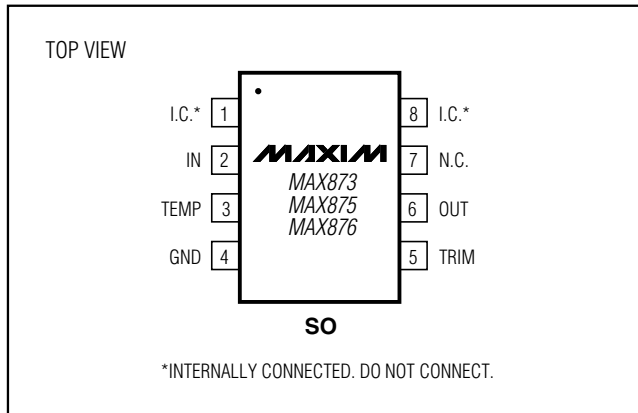 TOP VIEW
I.C.* 1
8 I.C.*
IN 2
MAXIM
7 N.C.
MAX873
TEMP 3
MAX875
6 OUT
MAX876
GND 4
5 TRIM
SO
*INTERNALLY CONNECTED. DO NOT CONNECT.